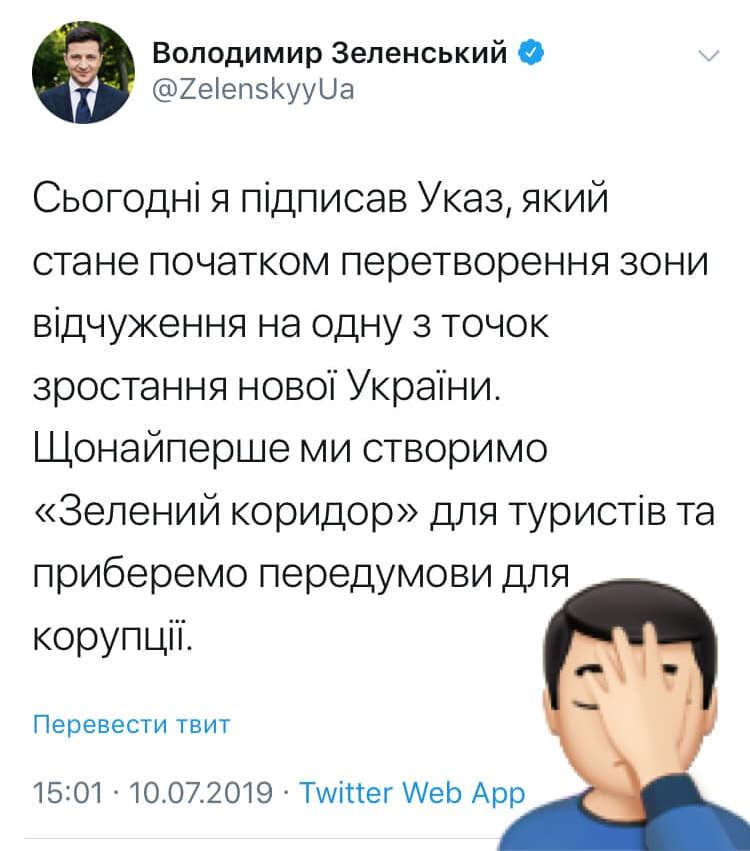 Володимир Зеленський
@ZelenskyyUa
Сьогодні я підписав Указ, який
стане початком перетворення зони
відчуження на одну з точок
зростання нової України.
Щонайперше ми створимо
«Зелений коридор» для туристів та
приберемо передумови для
корупції.
Перевести твит
15:01 · 10.07.2019 · Twitter Web App